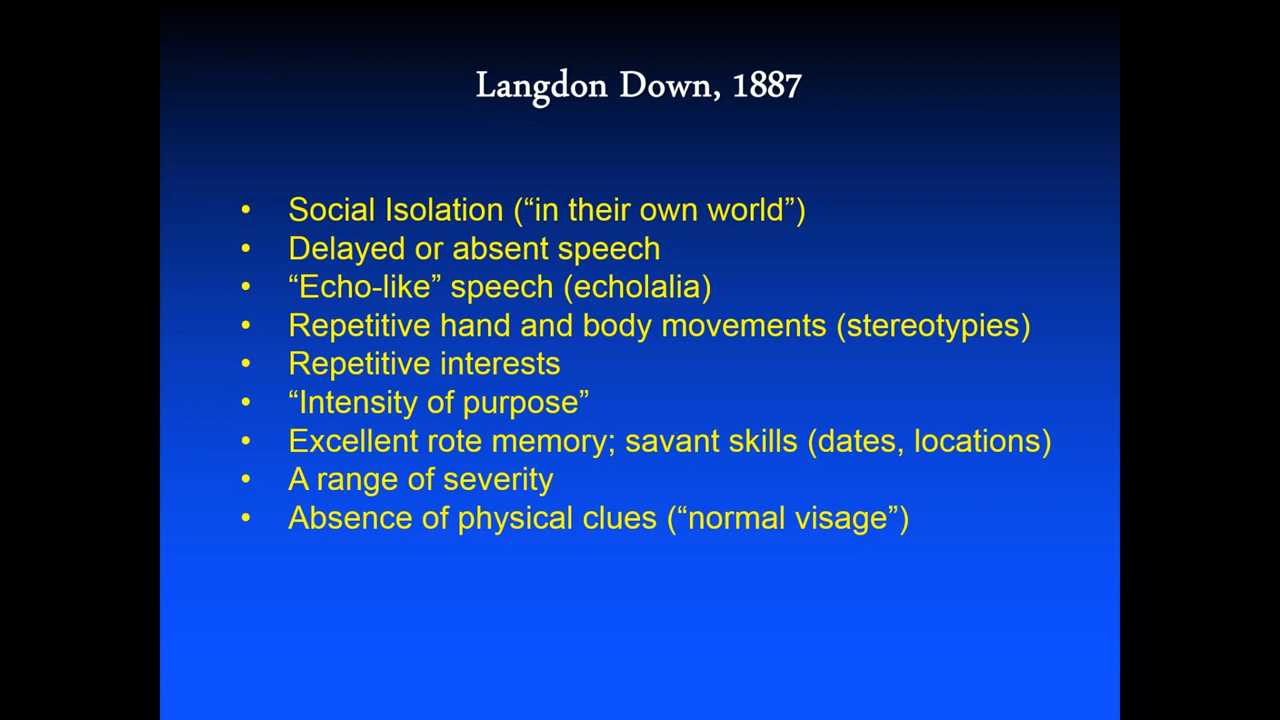 Langdon Down, 1887
• Social Isolation (“in their own world”)
• Delayed or absent speech
• “Echo-like” speech (echolalia)
• Repetitive hand and body movements (stereotypies)
• Repetitive interests
• “Intensity of purpose”
• Excellent rote memory; savant skills (dates, locations)
• A range of severity
• Absence of physical clues (“normal visage”)